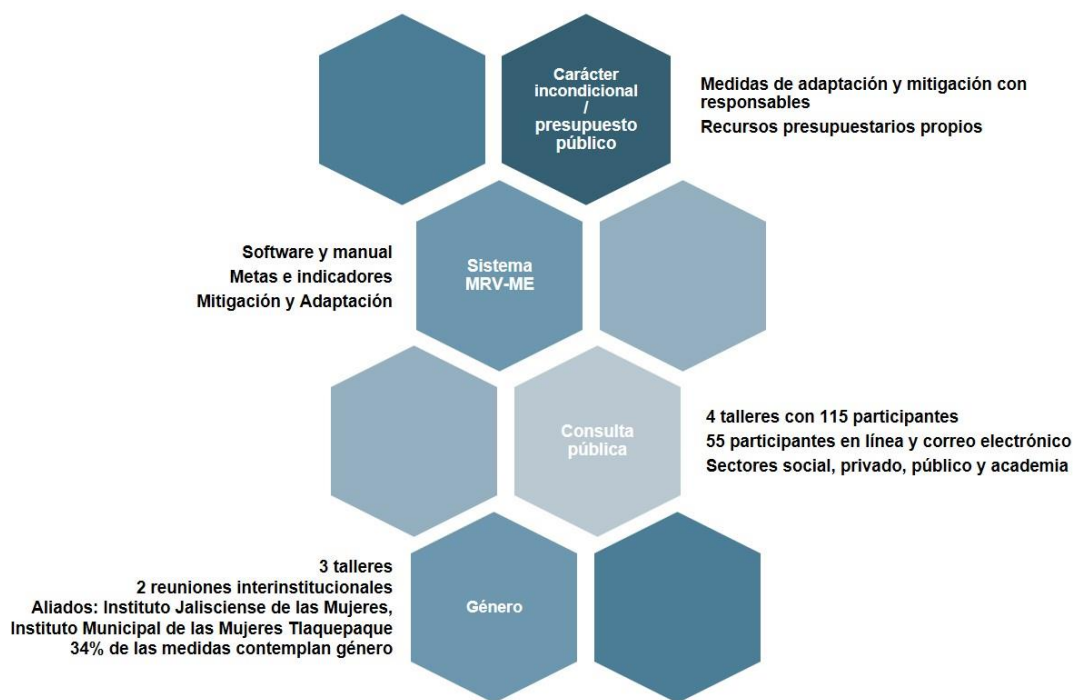 Carácter
incondicional
/
presupuesto
público
Medidas de adaptación y mitigación con
responsables
Recursos presupuestarios propios
Software y manual
Metas e indicadores
Mitigación y Adaptación
Sistema
MRV-ME
Consulta
pública
4 talleres con 115 participantes
55 participantes en línea y correo electrónico
Sectores social, privado, público y academia
3 talleres
2 reuniones interinstitucionales
Aliados: Instituto Jalisciense de las Mujeres,
Instituto Municipal de las Mujeres Tlaquepaque
34% de las medidas contemplan género
Género